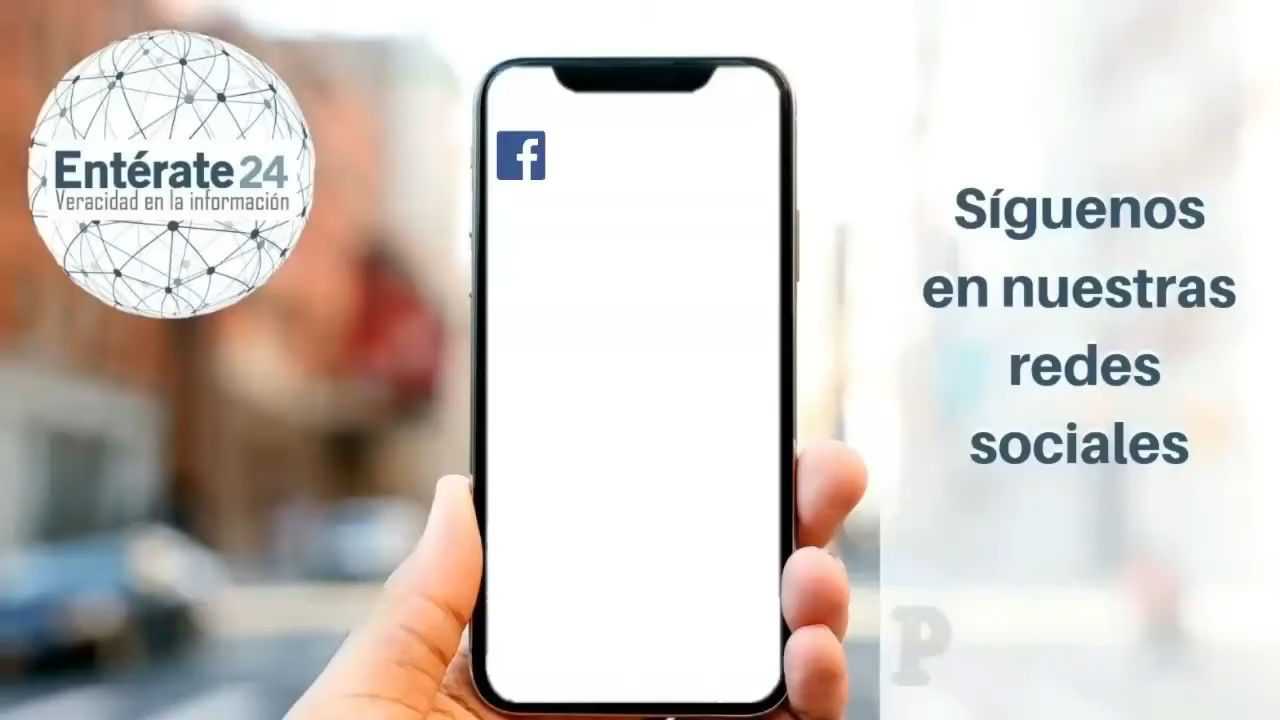 Entérate24
Veracidad en la información
f
Síguenos
en nuestras
redes
sociales
P